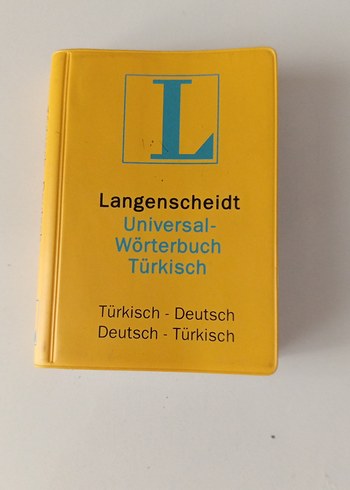 L
Langenscheidt
Universal-
Wörterbuch
Türkisch
Türkisch - Deutsch
Deutsch - Türkisch